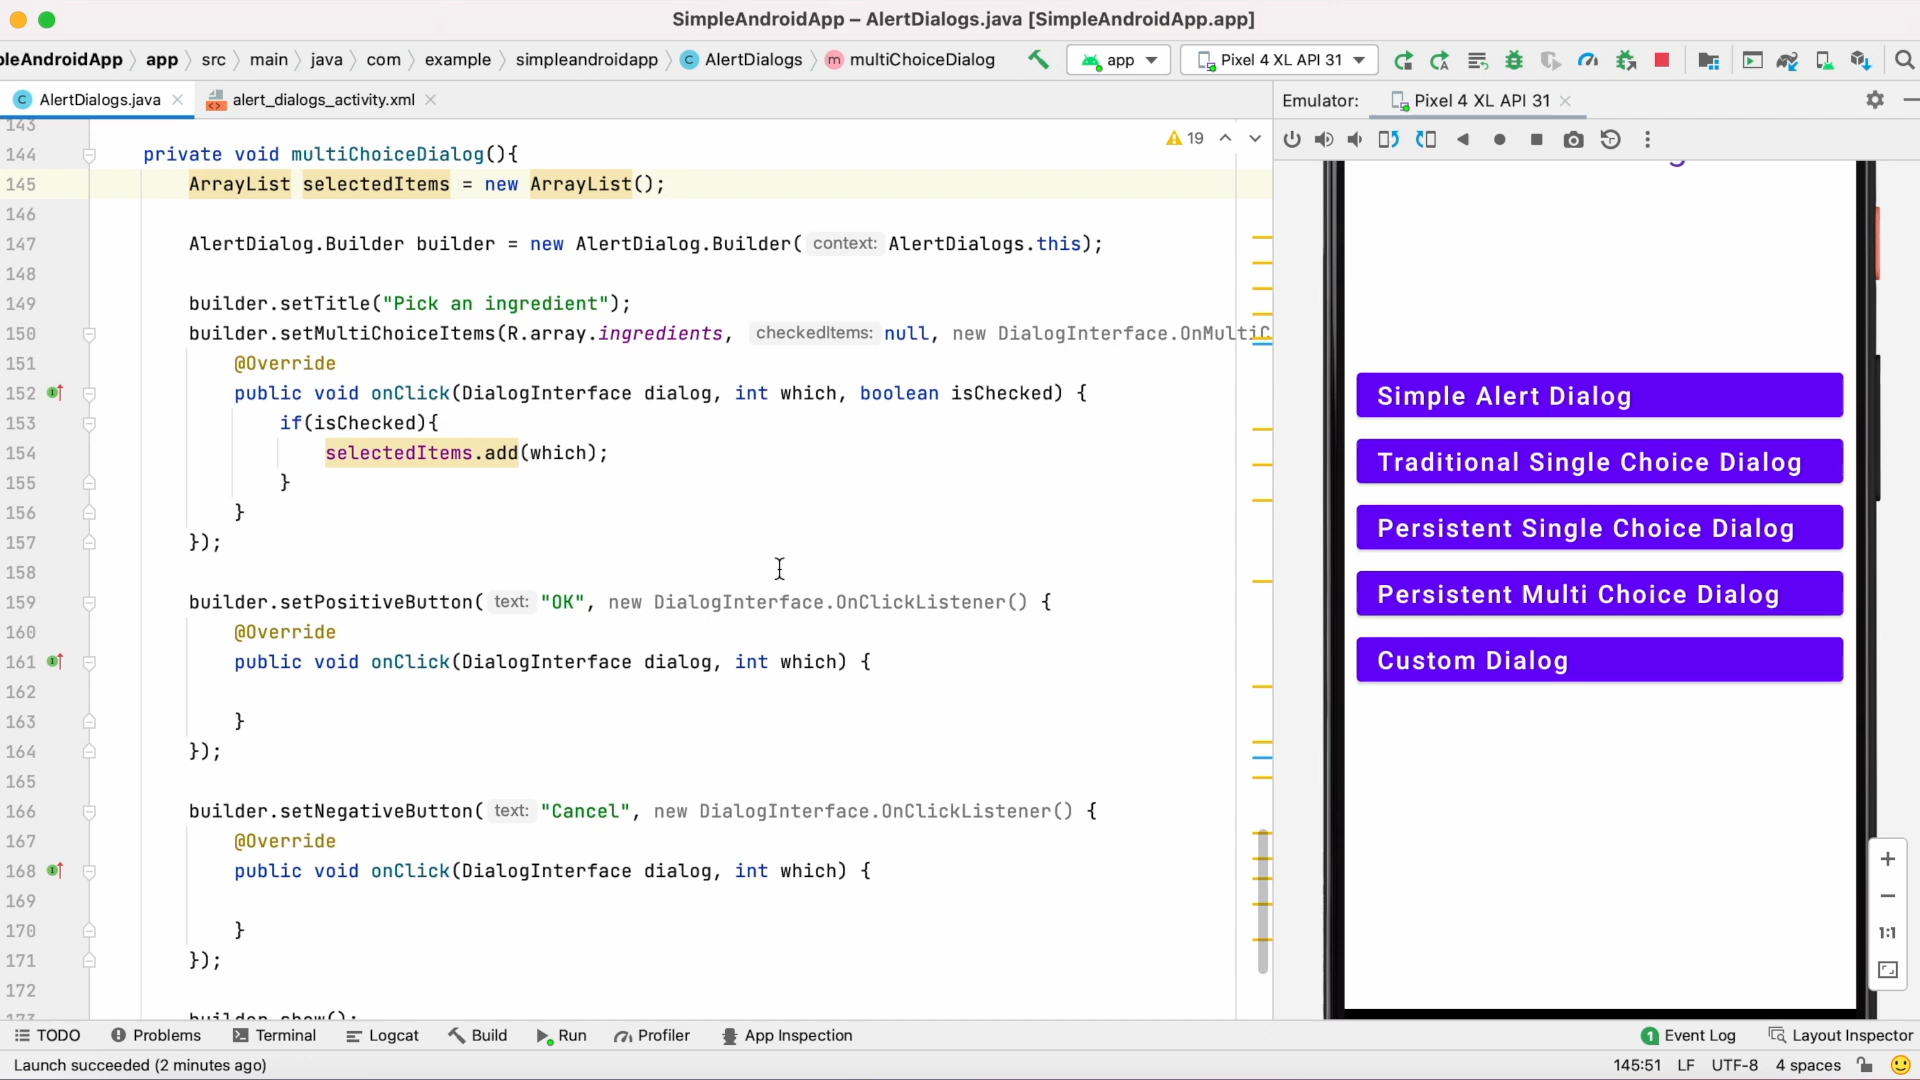 SimpleAndroidApp – AlertDialogs.java [SimpleAndroidApp.app]
leAndroidApp app src main java com example simpleandroidapp AlertDialogs multiChoiceDialog app Pixel 4 XL API 31
AlertDialogs.java alert_dialogs_activity.xml
Emulator: Pixel 4 XL API 31
19
143
144 private void multiChoiceDialog(){
145 ArrayList selectedItems = new ArrayList();
146
147 AlertDialog.Builder builder = new AlertDialog.Builder( context: AlertDialogs.this);
148
149 builder.setTitle("Pick an ingredient");
150 builder.setMultiChoiceItems(R.array.ingredients, checkedItems: null, new DialogInterface.OnMultiC
151 @Override
152 public void onClick(DialogInterface dialog, int which, boolean isChecked) {
153 if(isChecked){
154 selectedItems.add(which);
155 }
156 }
157 });
158
159 builder.setPositiveButton( text: "OK", new DialogInterface.OnClickListener() {
160 @Override
161 public void onClick(DialogInterface dialog, int which) {
162
163 }
164 });
165
166 builder.setNegativeButton( text: "Cancel", new DialogInterface.OnClickListener() {
167 @Override
168 public void onClick(DialogInterface dialog, int which) {
169
170 }
171 });
172
173 builder.show();
Simple Alert Dialog
Traditional Single Choice Dialog
Persistent Single Choice Dialog
Persistent Multi Choice Dialog
Custom Dialog
1:1
TODO Problems Terminal Logcat Build Run Profiler App Inspection 1 Event Log Layout Inspector
Launch succeeded (2 minutes ago) 145:51 LF UTF-8 4 spaces